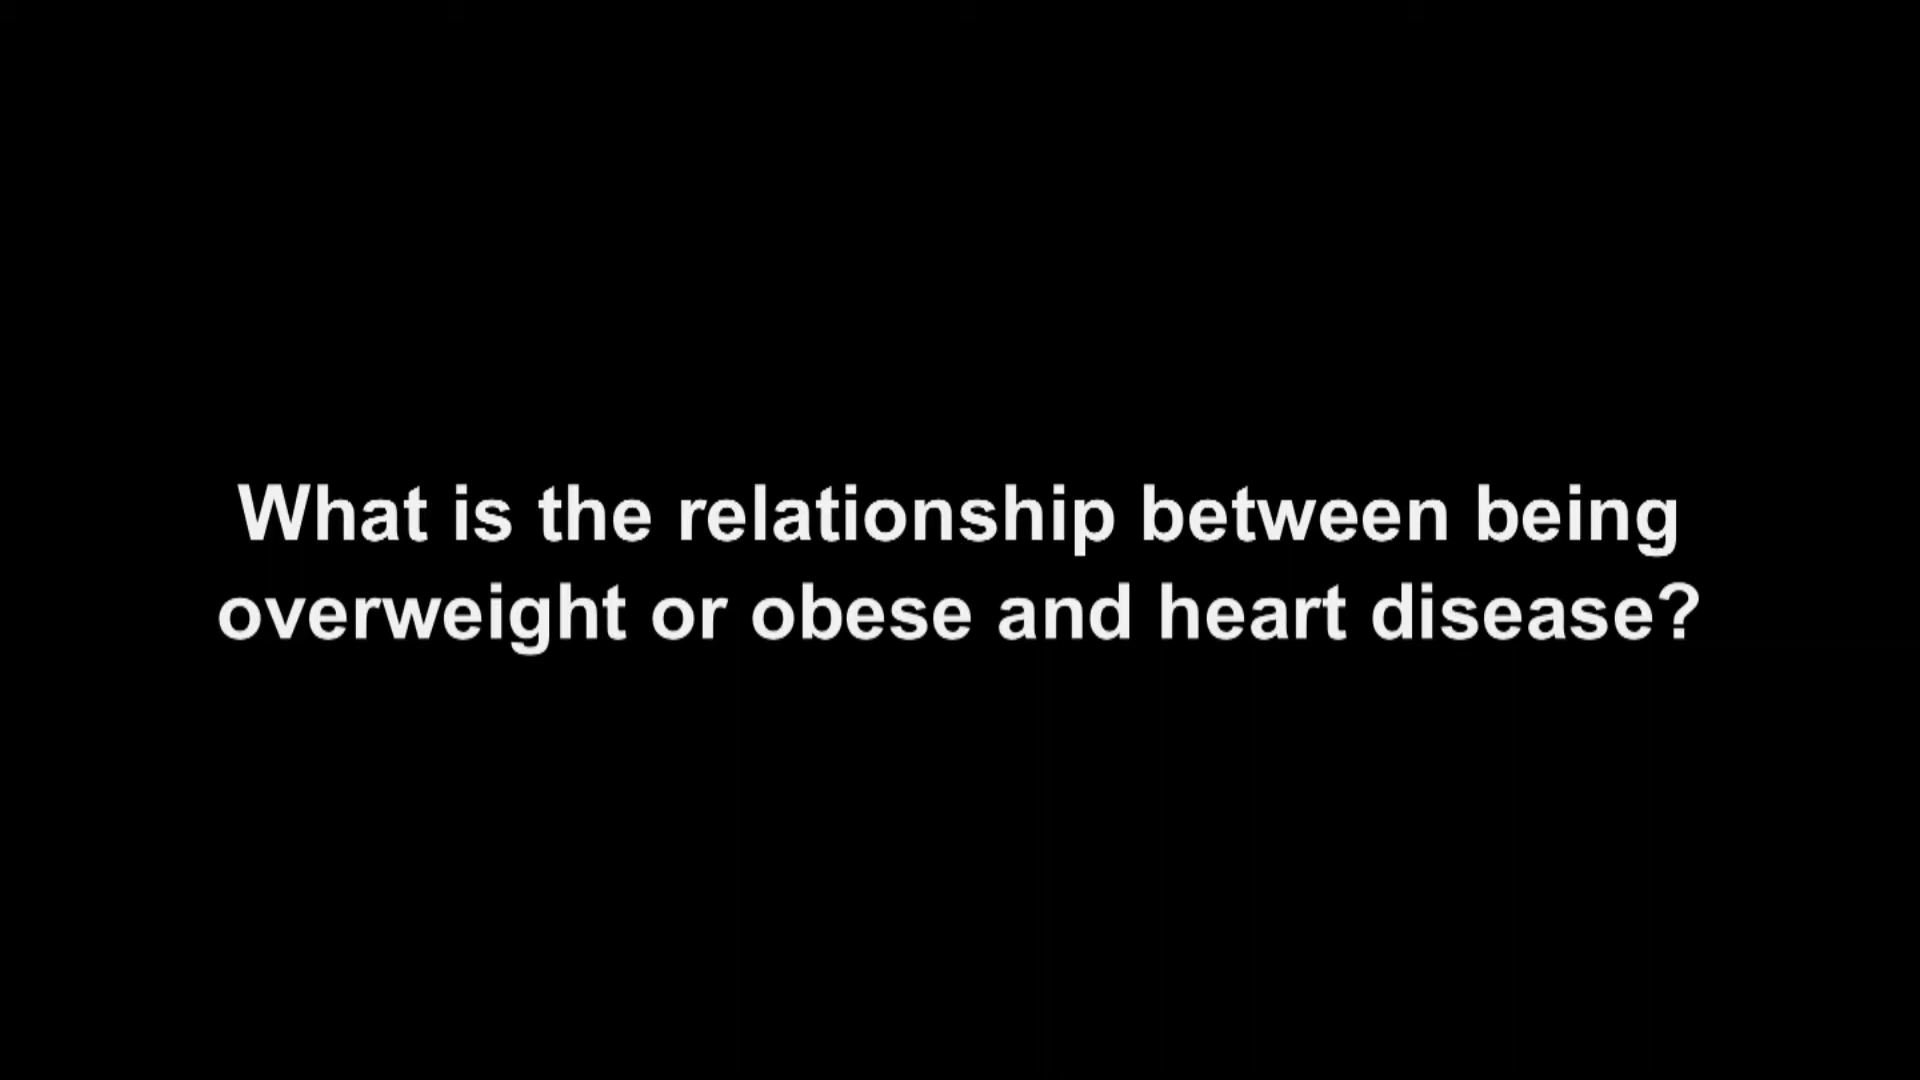 What is the relationship between being
overweight or obese and heart disease?